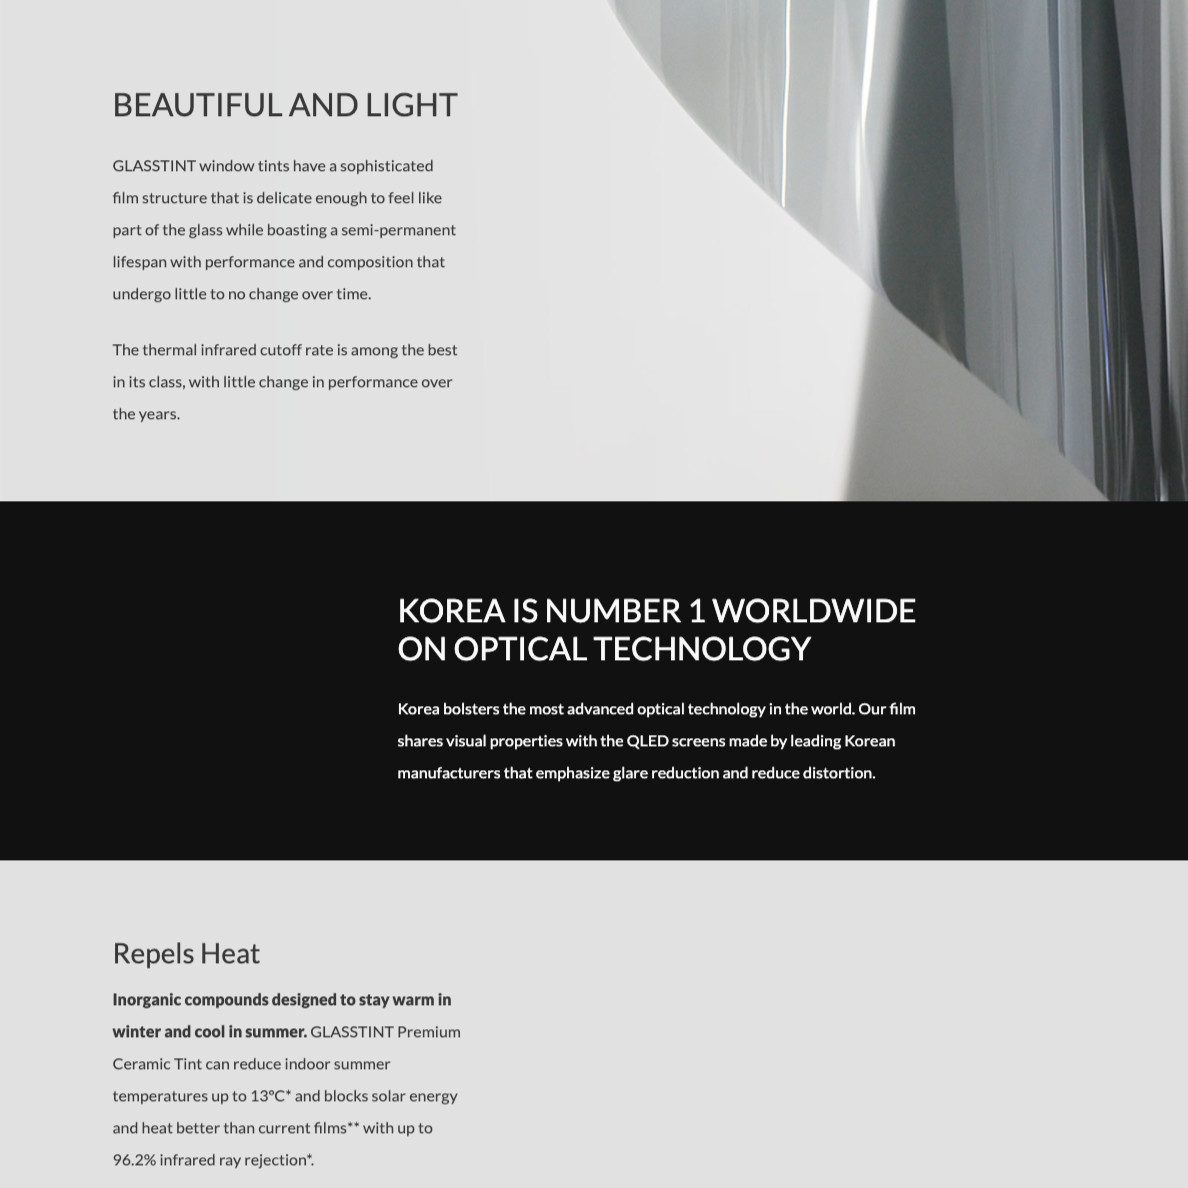 BEAUTIFUL AND LIGHT
GLASSTINT window tints have a sophisticated
film structure that is delicate enough to feel like
part of the glass while boasting a semi-permanent
lifespan with performance and composition that
undergo little to no change over time.
The thermal infrared cutoff rate is among the best
in its class, with little change in performance over
the years.
KOREA IS NUMBER 1 WORLDWIDE
ON OPTICAL TECHNOLOGY
Korea bolsters the most advanced optical technology in the world. Our film
shares visual properties with the QLED screens made by leading Korean
manufacturers that emphasize glare reduction and reduce distortion.
Repels Heat
Inorganic compounds designed to stay warm in
winter and cool in summer. GLASSTINT Premium
Ceramic Tint can reduce indoor summer
temperatures up to 13ºC* and blocks solar energy
and heat better than current films** with up to
96.2% infrared ray rejection*.